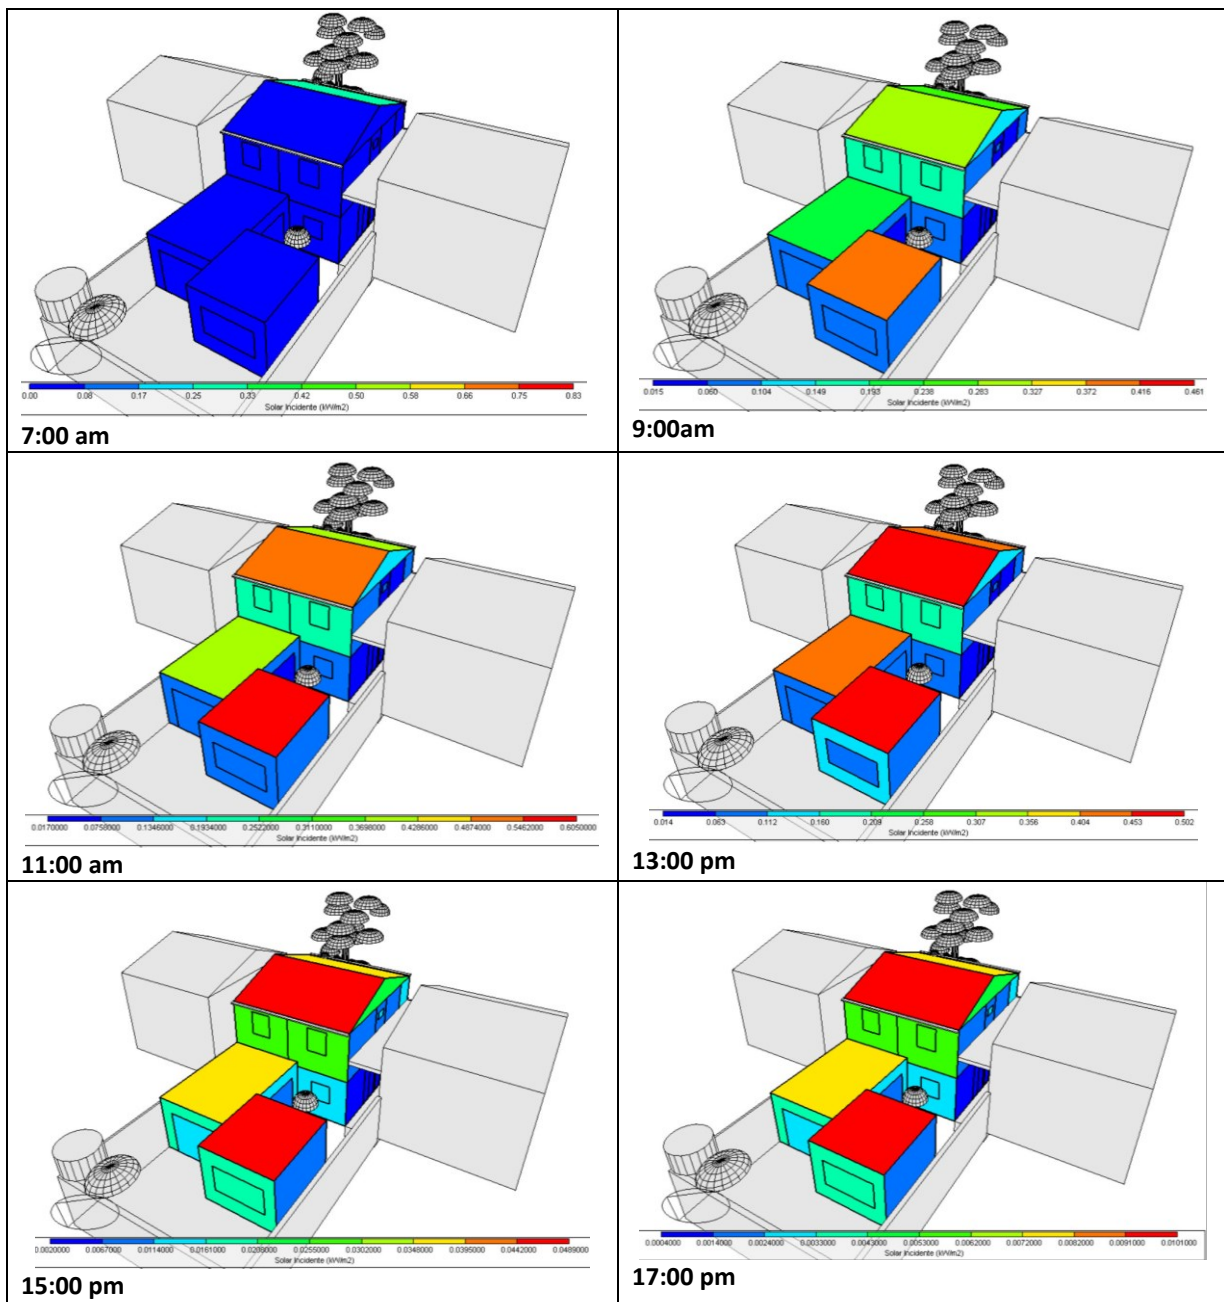 0.00 0.08 0.17 0.25 0.33 0.42 0.50 0.58 0.66 0.75 0.83
Solar Incidente (kW/m2)
7:00 am
0.015 0.060 0.104 0.149 0.193 0.238 0.283 0.327 0.372 0.416 0.461
Solar Incidente (kW/m2)
9:00am
0.0170000 0.0758000 0.1346000 0.1934000 0.2522000 0.3110000 0.3698000 0.4286000 0.4874000 0.5462000 0.6050000
Solar Incidente (kW/m2)
11:00 am
0.014 0.063 0.112 0.160 0.209 0.258 0.307 0.356 0.404 0.453 0.502
Solar Incidente (kW/m2)
13:00 pm
0.0020000 0.0067000 0.0114000 0.0161000 0.0208000 0.0255000 0.0302000 0.0348000 0.0395000 0.0442000 0.0489000
Solar Incidente (kW/m2)
15:00 pm
0.0004000 0.0014000 0.0024000 0.0033000 0.0043000 0.0053000 0.0062000 0.0072000 0.0082000 0.0091000 0.0101000
Solar Incidente (kW/m2)
17:00 pm